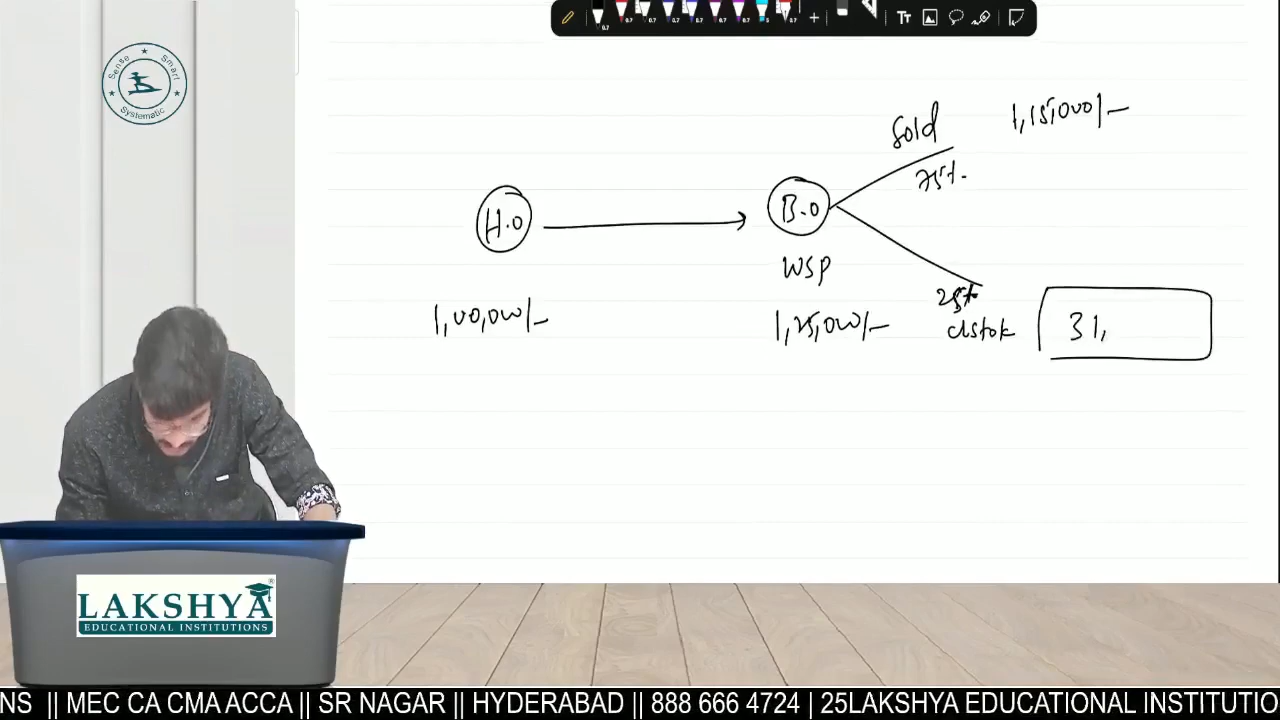 Sense Smart
Systematic
Sold 1,15,000/-
75%
H.O
B.O
WSP
25%
1,00,000/-
1,25,000/-
clstok
31,
LAKSHYA
EDUCATIONAL INSTITUTIONS
NS || MEC CA CMA ACCA || SR NAGAR || HYDERABAD || 888 666 4724 | 25LAKSHYA EDUCATIONAL INSTITUTIO